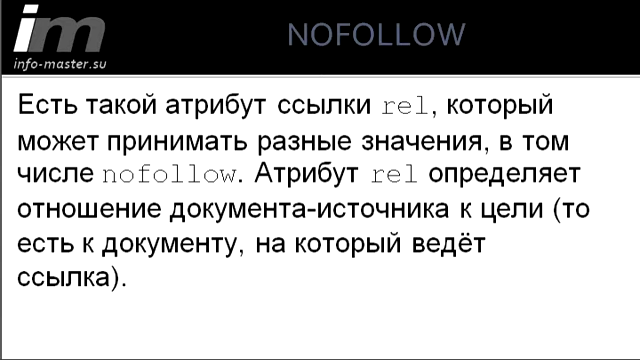 im
info-master.su
NOFOLLOW
Есть такой атрибут ссылки rel, который
может принимать разные значения, в том
числе nofollow. Атрибут rel определяет
отношение документа-источника к цели (то
есть к документу, на который ведёт
ссылка).